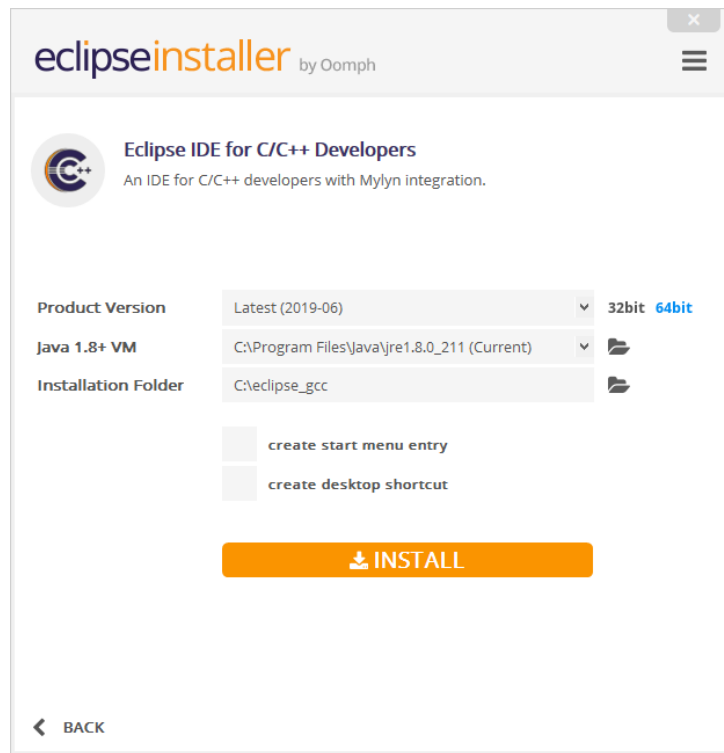 eclipseinstaller by Oomph
C++
Eclipse IDE for C/C++ Developers
An IDE for C/C++ developers with Mylyn integration.
Product Version Latest (2019-06) 32bit 64bit
Java 1.8+ VM C:\Program Files\Java\jre1.8.0_211 (Current)
Installation Folder C:\eclipse_gcc
create start menu entry
create desktop shortcut
INSTALL
BACK